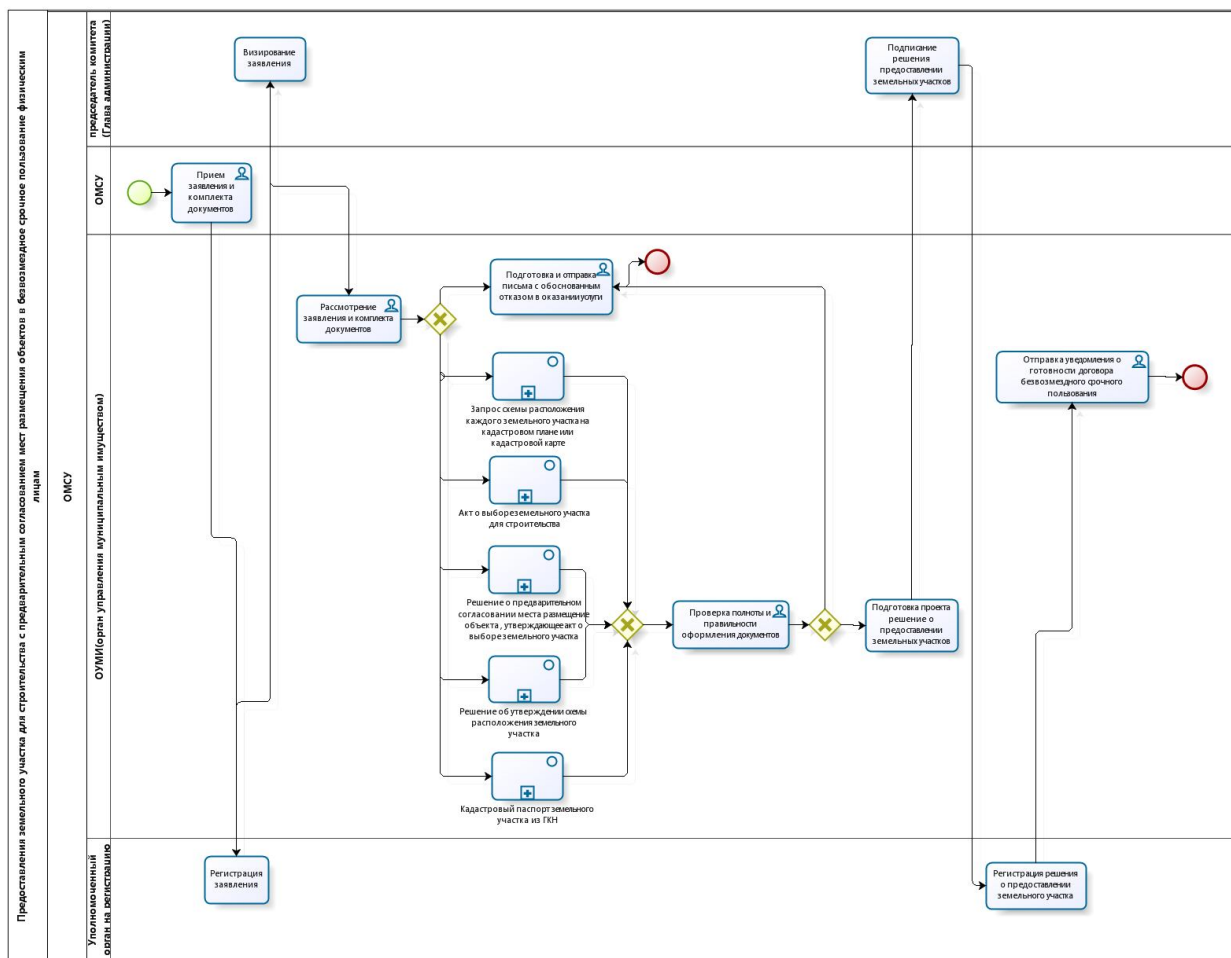 Предоставления земельного участка для строительства с предварительным согласованием мест размещения объектов в безвозмездное срочное пользование физическим
лицам
ОМСУ
председатель комитета
(Глава администрации)
Визирование
заявления
Подписание
решения
предоставлении
земельных участков
ОМСУ
Прием
заявления и
комплекта
документов
ОУМИ(орган управления муниципальным имуществом)
Рассмотрение
заявления и комплекта
документов
Подготовка и отправка
письма с обоснованным
отказом в оказании услуги
Запрос схемы расположения
каждого земельного участка на
кадастровом плане или
кадастровой карте
Акт о выборе земельного участка
для строительства
Решение о предварительном
согласовании места размещение
объекта, утверждающее акт о
выборе земельного участка
Решение об утверждении схемы
расположения земельного
участка
Кадастровый паспорт земельного
участка из ГКН
Проверка полноты и
правильности
оформления документов
Подготовка проекта
решение о
предоставлении
земельных участков
Отправка уведомления о
готовности договора
безвозмездного срочного
пользования
Уполномоченный
орган на регистрацию
Регистрация
заявления
Регистрация решения
о предоставлении
земельного участка